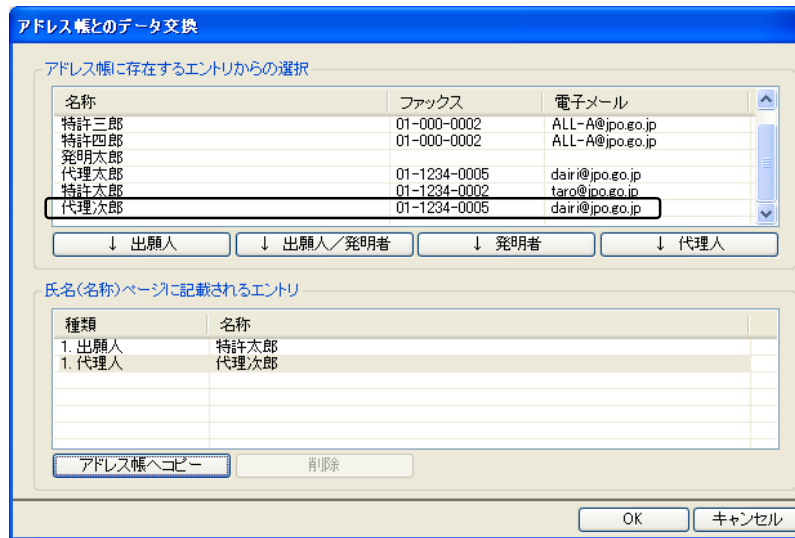 アドレス帳とのデータ交換
アドレス帳に存在するエントリからの選択
名称 ファックス 電子メール
特許三郎 01-000-0002 ALL-A@jpo.go.jp
特許四郎 01-000-0002 ALL-A@jpo.go.jp
発明太郎
代理太郎 01-1234-0005 dairi@jpo.go.jp
特許太郎 01-1234-0002 taro@jpo.go.jp
代理次郎 01-1234-0005 dairi@jpo.go.jp
↓ 出願人 ↓ 出願人／発明者 ↓ 発明者 ↓ 代理人
氏名(名称)ページに記載されるエントリ
種類 名称
1. 出願人 特許太郎
1. 代理人 代理次郎
アドレス帳へコピー 削除
OK キャンセル